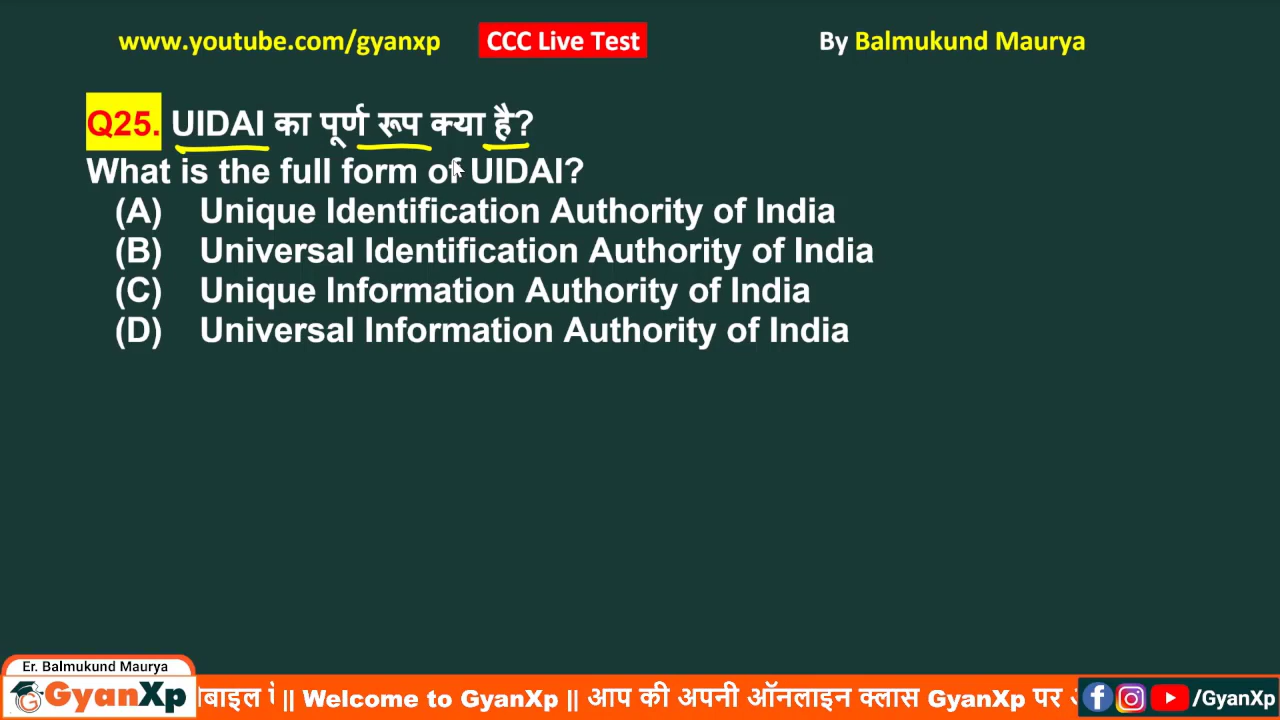 www.youtube.com/gyanxp CCC Live Test By Balmukund Maurya
Q25. UIDAI का पूर्ण रूप क्या है?
What is the full form of UIDAI?
(A) Unique Identification Authority of India
(B) Universal Identification Authority of India
(C) Unique Information Authority of India
(D) Universal Information Authority of India
Er. Balmukund Maurya
GyanXp || Welcome to GyanXp || आप की अपनी ऑनलाइन क्लास GyanXp पर /GyanXp